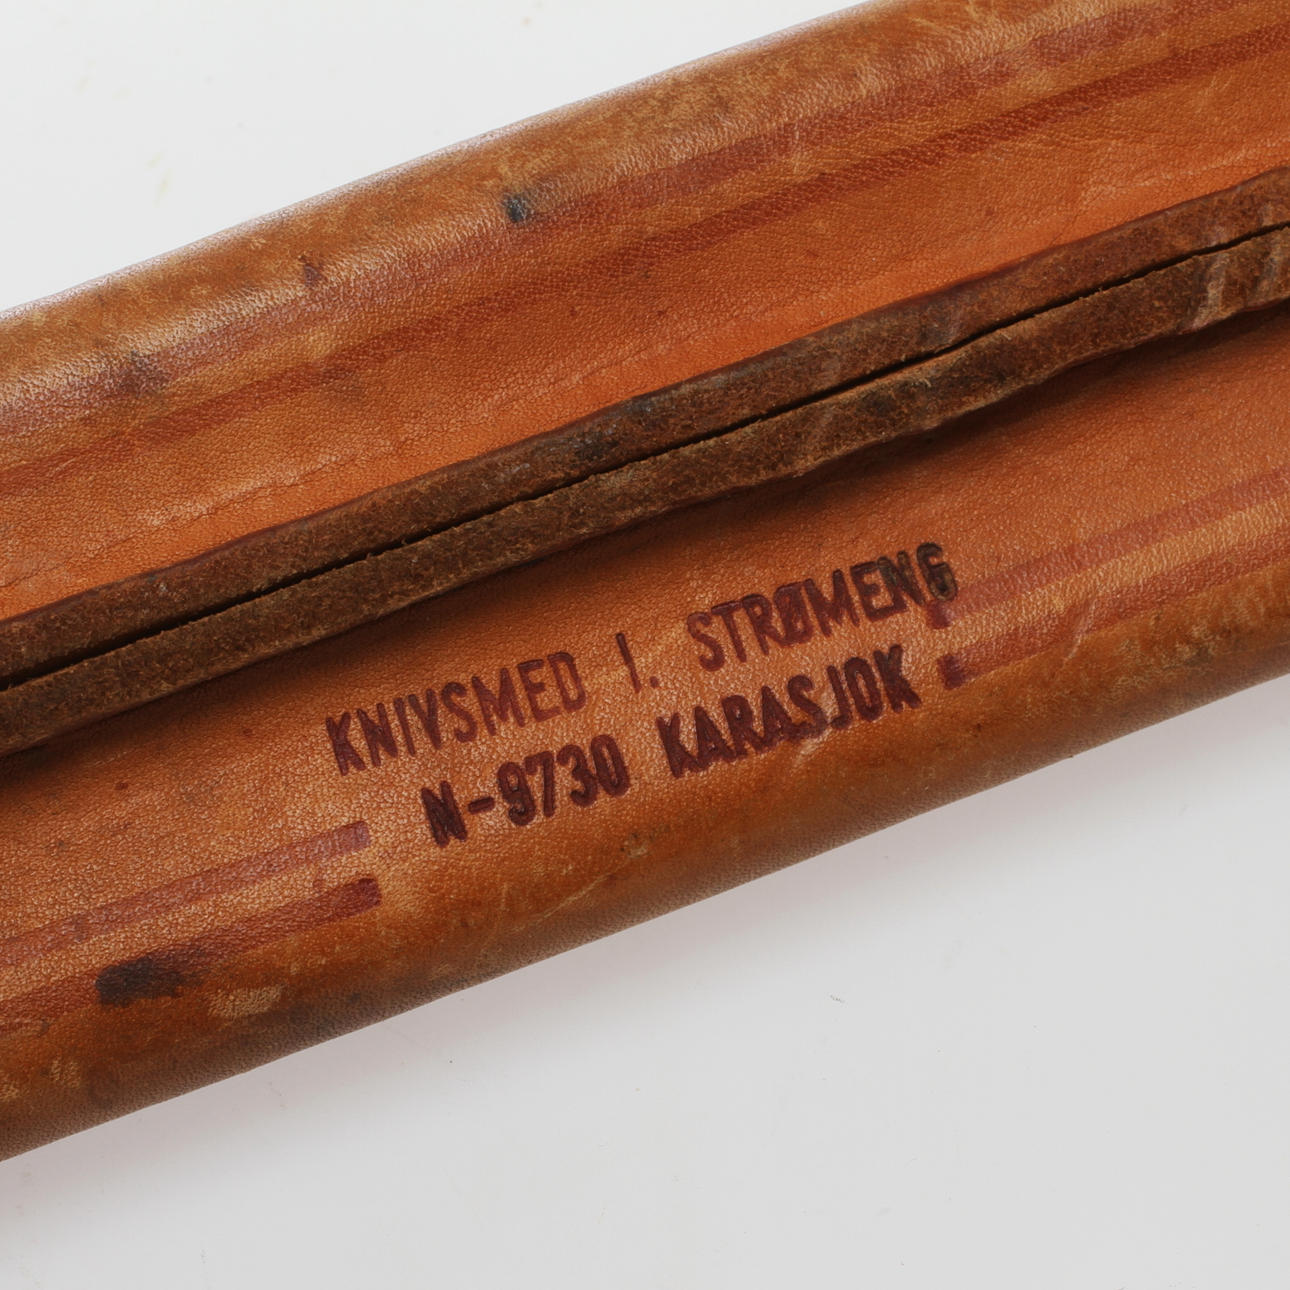 KNIVSMED I. STRØMENG
N-9730 KARASJOK